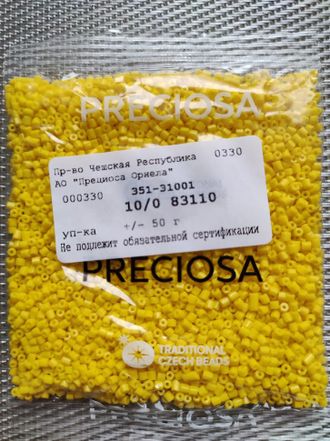 PRECIOSA
Пр-во Чешская Республика 0330
АО "Прециоса Орнела"
000330 351-31001
10/0 83110
уп-ка +/- 50 г
Не подлежит обязательной сертификации
PRECIOSA
TRADITIONAL
CZECH BEADS